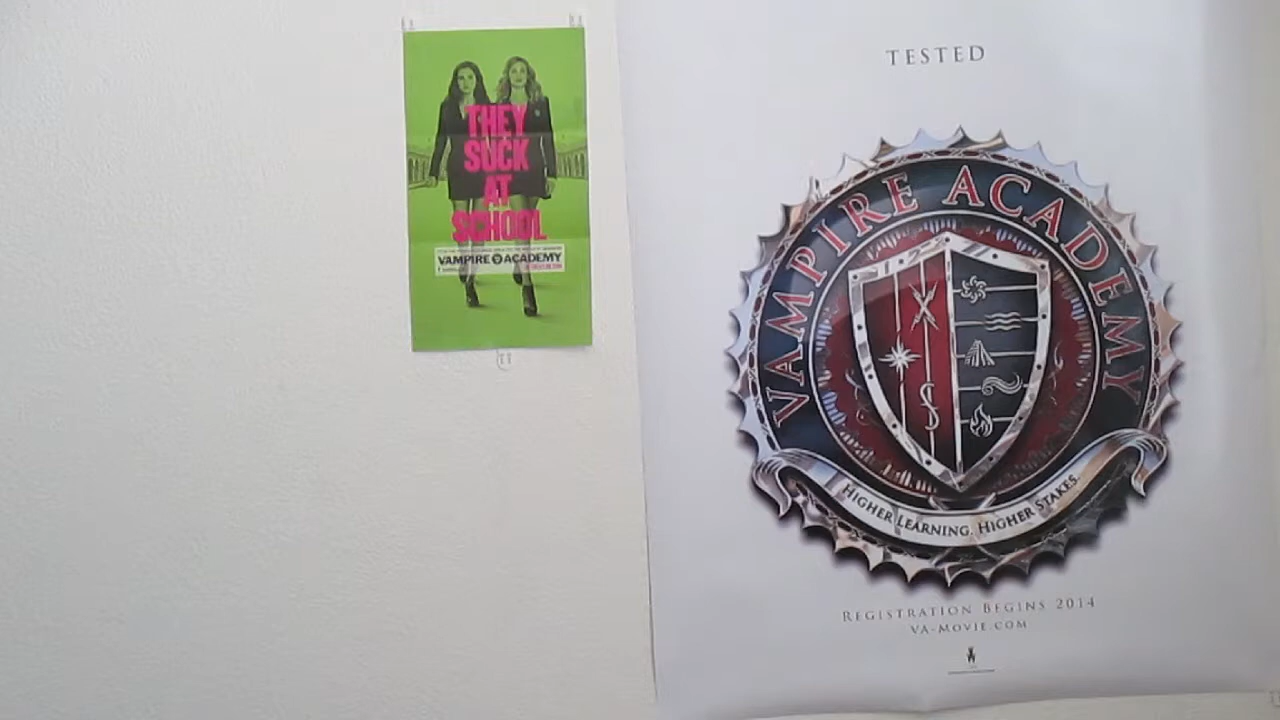 THEY
SUCK
AT
SCHOOL
VAMPIRE ACADEMY
TESTED
VAMPIRE ACADEMY
HIGHER LEARNING. HIGHER STAKES.
REGISTRATION BEGINS 2014
VA-MOVIE.COM